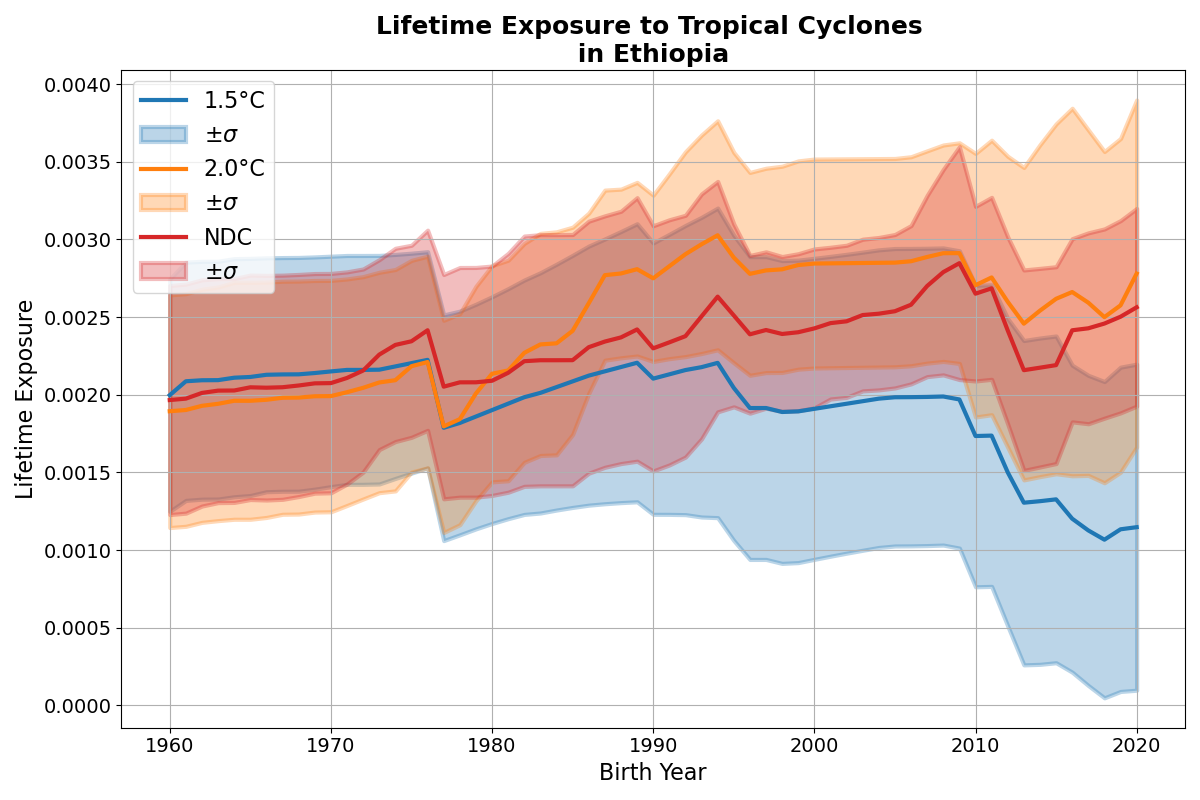 Lifetime Exposure to Tropical Cyclones
in Ethiopia
Lifetime Exposure
0.0040
0.0035
0.0030
0.0025
0.0020
0.0015
0.0010
0.0005
0.0000
1.5°C
±σ
2.0°C
±σ
NDC
±σ
1960
1970
1980
1990
2000
2010
2020
Birth Year